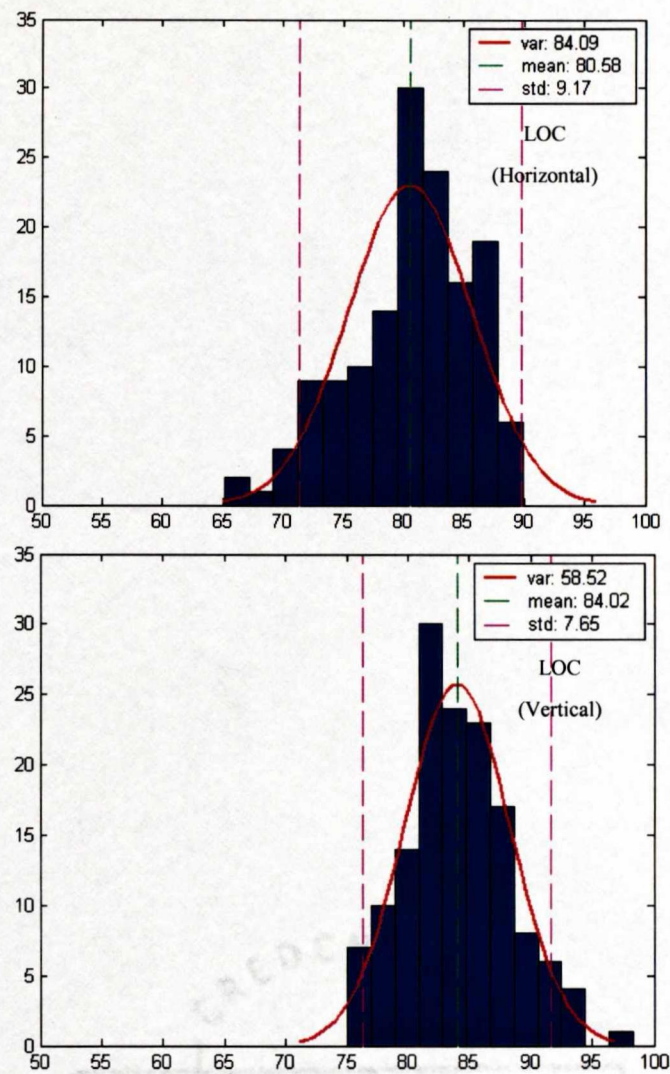 35
30
25
20
15
10
5
0
50 55 60 65 70 75 80 85 90 95 100
var: 84.09
mean: 80.58
std: 9.17
LOC
(Horizontal)
35
30
25
20
15
10
5
0
50 55 60 65 70 75 80 85 90 95 100
var: 58.52
mean: 84.02
std: 7.65
LOC
(Vertical)